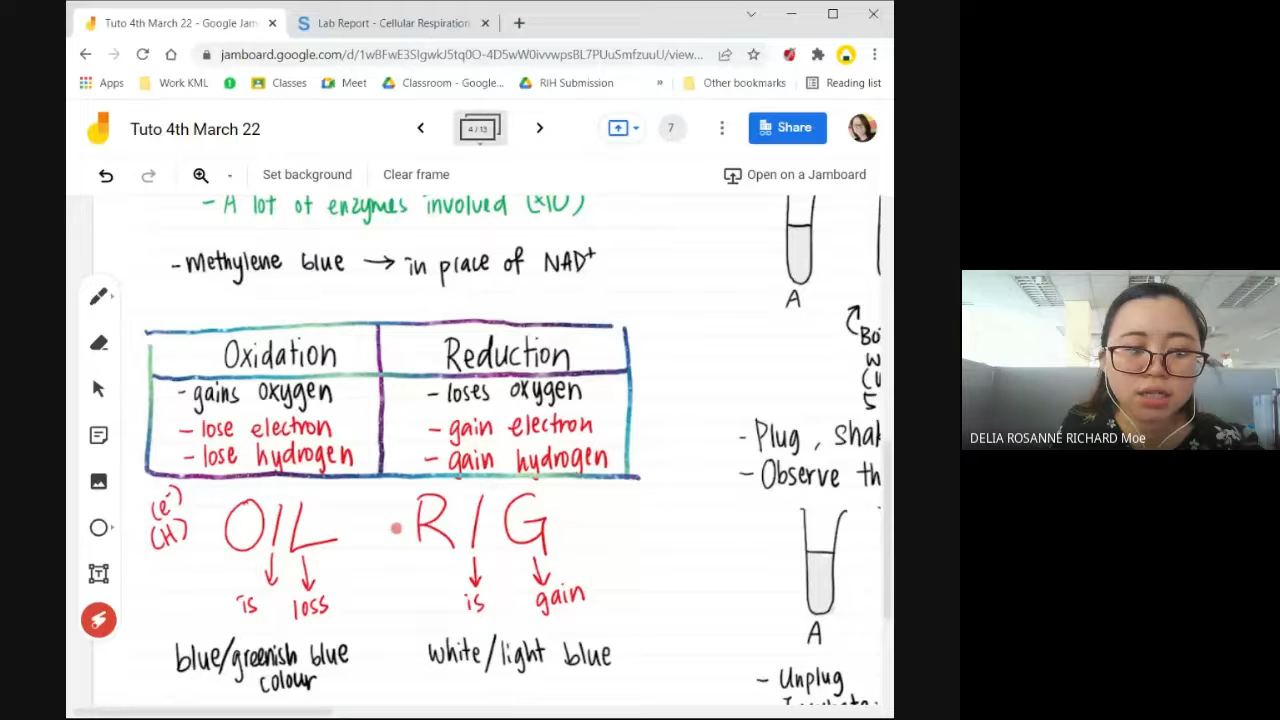 Tuto 4th March 22 - Google Jam
Lab Report - Cellular Respiration
jamboard.google.com/d/1w8FwE3SIgwkJ5tq0O-4D5wW0ivvwpsBL7PUuSmfzuuU/view...
Apps Work KML Classes Meet Classroom - Google... RIH Submission » Other bookmarks Reading list
Tuto 4th March 22
4 / 13
7
Share
Set background Clear frame Open on a Jamboard
- A lot of enzymes involved (x10)
- Methylene blue → in place of NAD+
Oxidation Reduction
- gains oxygen - loses oxygen
- lose electron - gain electron
- lose hydrogen - gain hydrogen
(e-)
(H)
OIL RIG
is loss is gain
blue/greenish blue
colour
white/light blue
A
- Plug, shak
- Observe th
A
- Unplug
DELIA ROSANNE RICHARD Moe